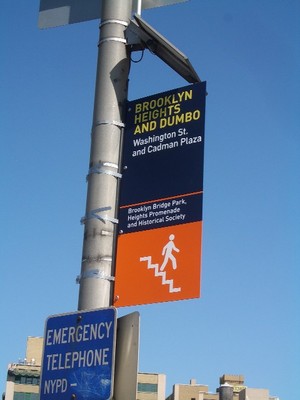 BROOKLYN
HEIGHTS
AND DUMBO
Washington St.
and Cadman Plaza
Brooklyn Bridge Park,
Heights Promenade
and Historical Society
EMERGENCY
TELEPHONE
NYPD